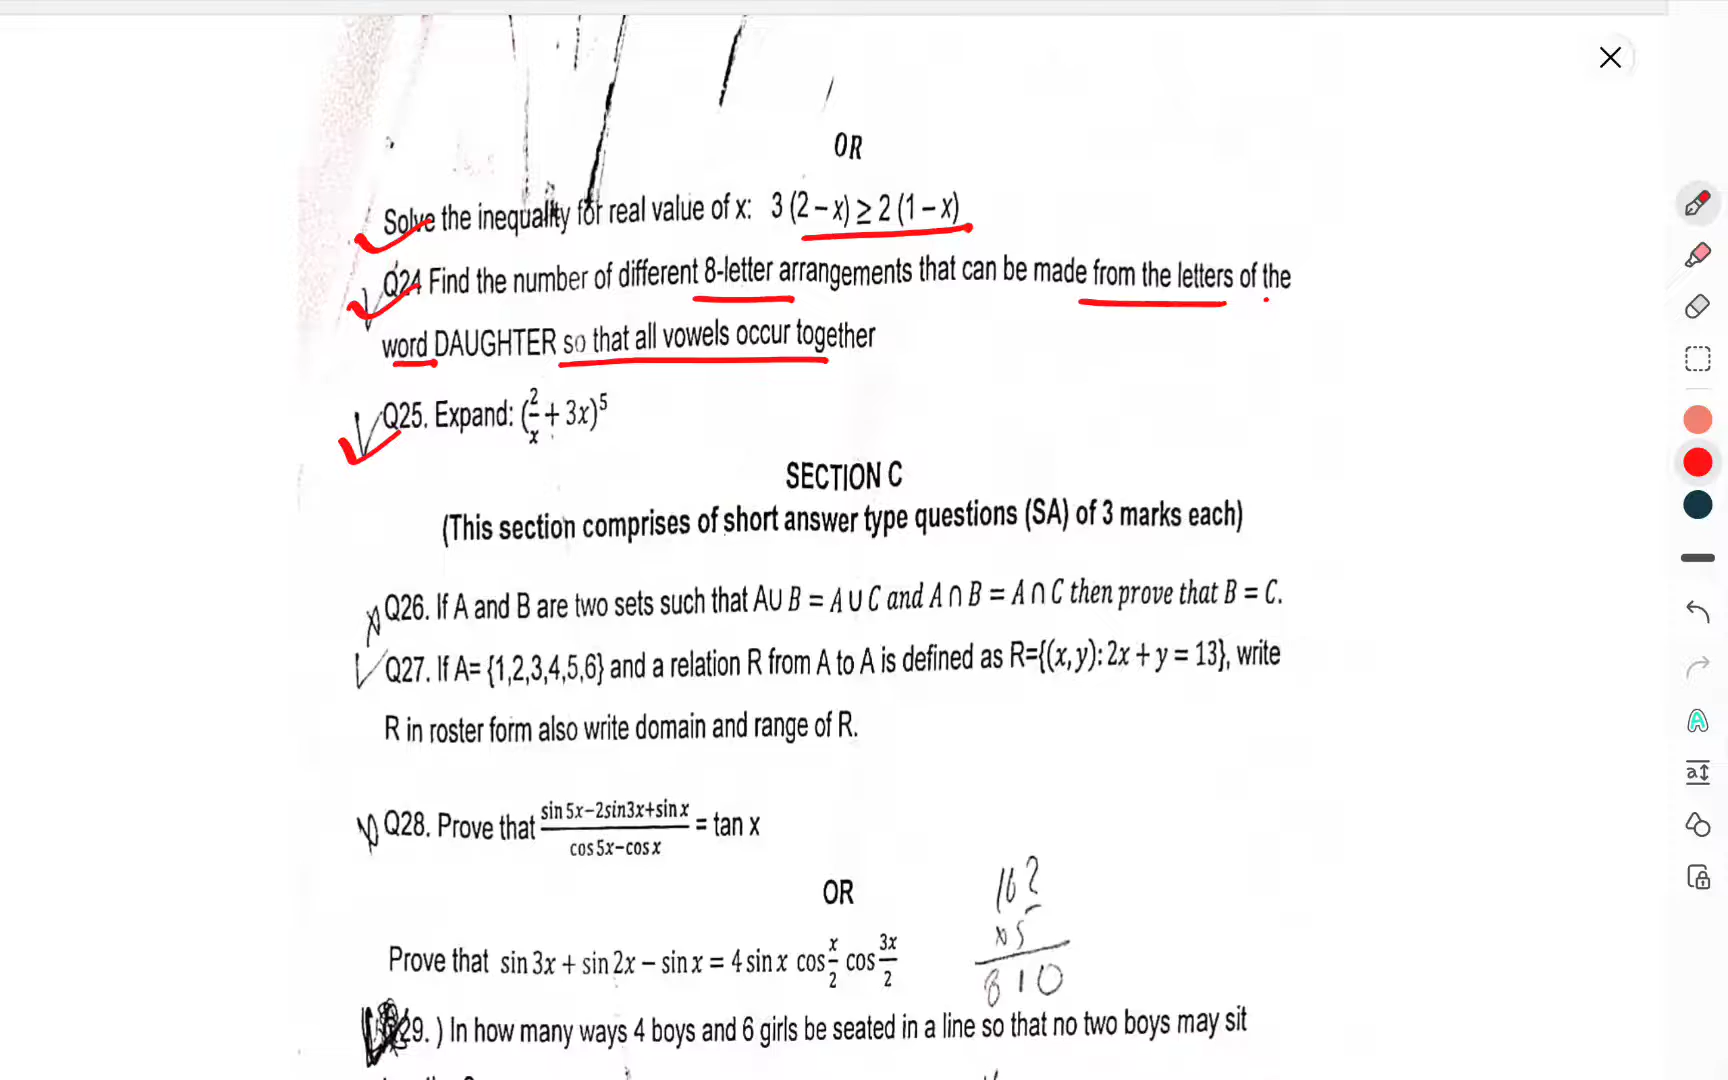 OR
Solve the inequality for real value of x: 3 (2 – x) ≥ 2 (1 – x)
Q24 Find the number of different 8-letter arrangements that can be made from the letters of the
word DAUGHTER so that all vowels occur together
Q25. Expand: (2/x + 3x)⁵
SECTION C
(This section comprises of short answer type questions (SA) of 3 marks each)
Q26. If A and B are two sets such that A∪ B = A ∪ C and A ∩ B = A ∩ C then prove that B = C.
Q27. If A= {1,2,3,4,5,6} and a relation R from A to A is defined as R={(x, y): 2x + y = 13}, write
R in roster form also write domain and range of R.
Q28. Prove that (sin 5x–2sin3x+sin x)/(cos 5x–cos x) = tan x
OR
162
x5
810
Prove that sin 3x + sin 2x – sin x = 4 sin x cos x/2 cos 3x/2
29. ) In how many ways 4 boys and 6 girls be seated in a line so that no two boys may sit